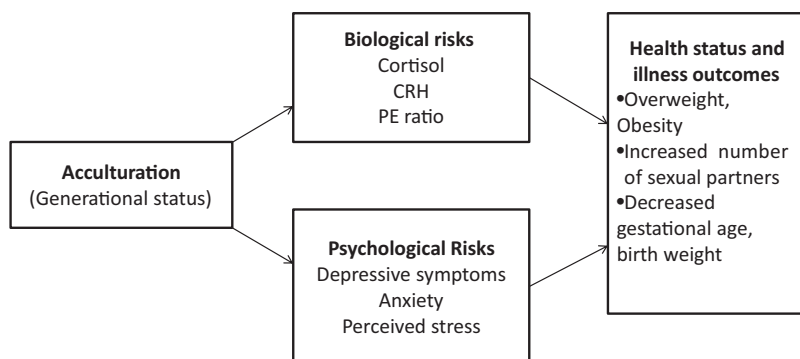 Acculturation
(Generational status)
Biological risks
Cortisol
CRH
PE ratio
Psychological Risks
Depressive symptoms
Anxiety
Perceived stress
Health status and
illness outcomes
•Overweight,
Obesity
•Increased number
of sexual partners
•Decreased
gestational age,
birth weight